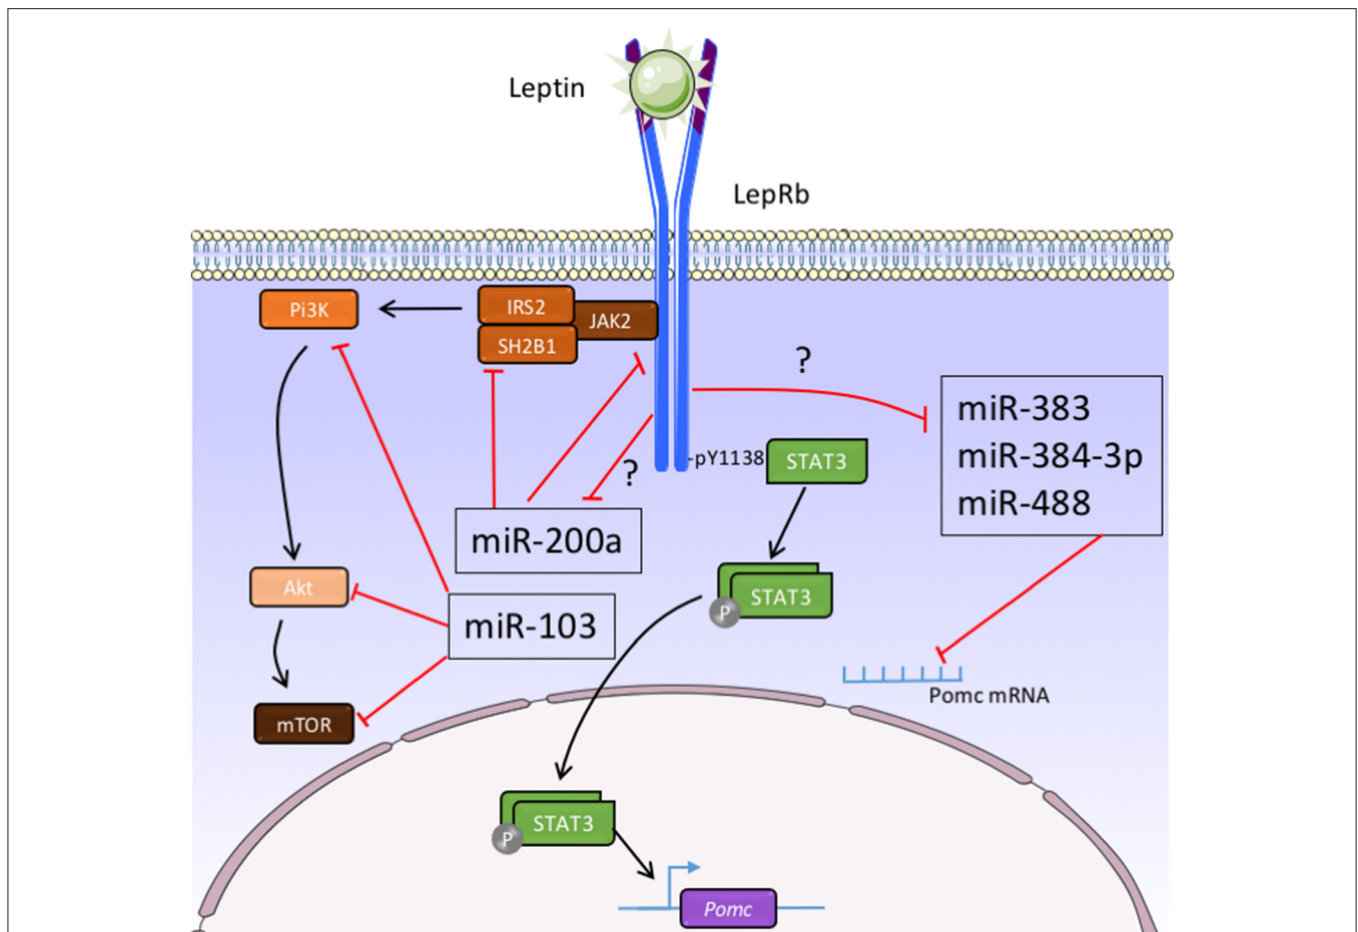 Leptin
LepRb
Pi3K
IRS2
JAK2
SH2B1
?
miR-383
miR-384-3p
miR-488
-pY1138
STAT3
?
miR-200a
Akt
STAT3
P
miR-103
Pomc mRNA
mTOR
STAT3
P
Pomc